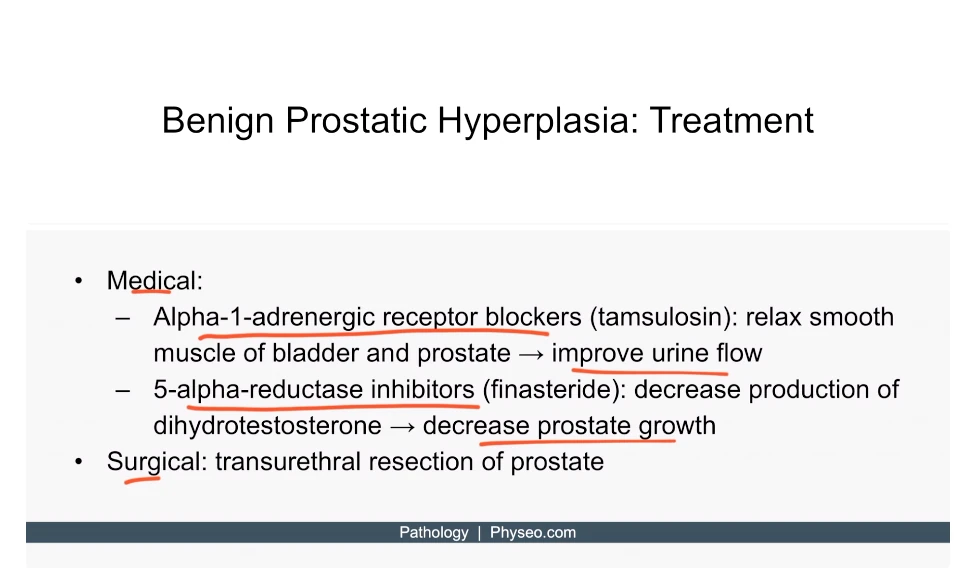 Benign Prostatic Hyperplasia: Treatment
• Medical:
– Alpha-1-adrenergic receptor blockers (tamsulosin): relax smooth
muscle of bladder and prostate → improve urine flow
– 5-alpha-reductase inhibitors (finasteride): decrease production of
dihydrotestosterone → decrease prostate growth
• Surgical: transurethral resection of prostate
Pathology | Physeo.com